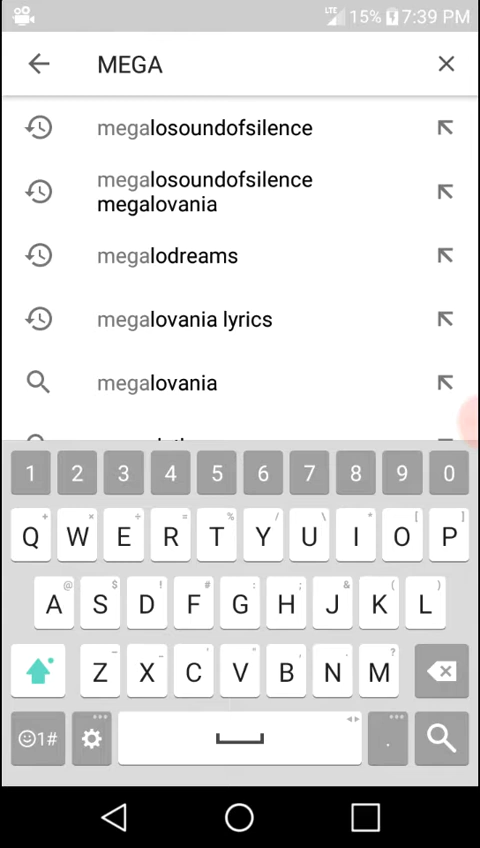 LTE 15% 7:39 PM
MEGA
megalosoundofsilence
megalosoundofsilence
megalovania
megalodreams
megalovania lyrics
megalovania
1 2 3 4 5 6 7 8 9 0
+ × ÷ = % / \ * [ ]
Q W E R T Y U I O P
@ $ ! # : ; & ( )
A S D F G H J K L
Z X C V B N M ?
1# .